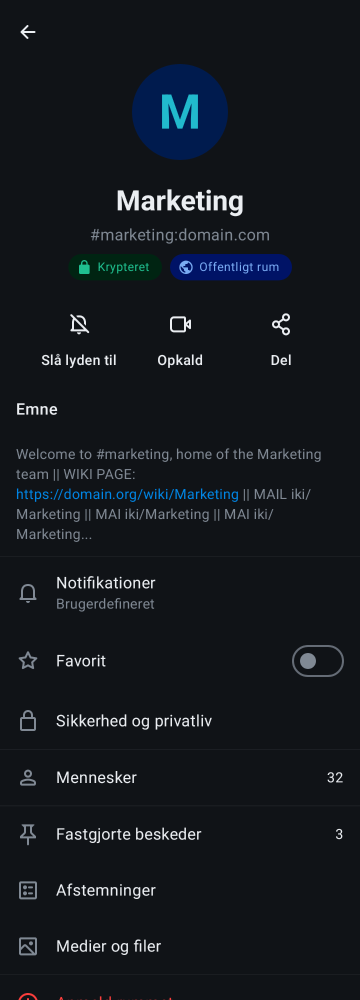 M
Marketing
#marketing:domain.com
Krypteret
Offentligt rum
Slå lyden til
Opkald
Del
Emne
Welcome to #marketing, home of the Marketing
team || WIKI PAGE:
https://domain.org/wiki/Marketing || MAIL iki/
Marketing || MAI iki/Marketing || MAI iki/
Marketing...
Notifikationer
Brugerdefineret
Favorit
Sikkerhed og privatliv
Mennesker
32
Fastgjorte beskeder
3
Afstemninger
Medier og filer